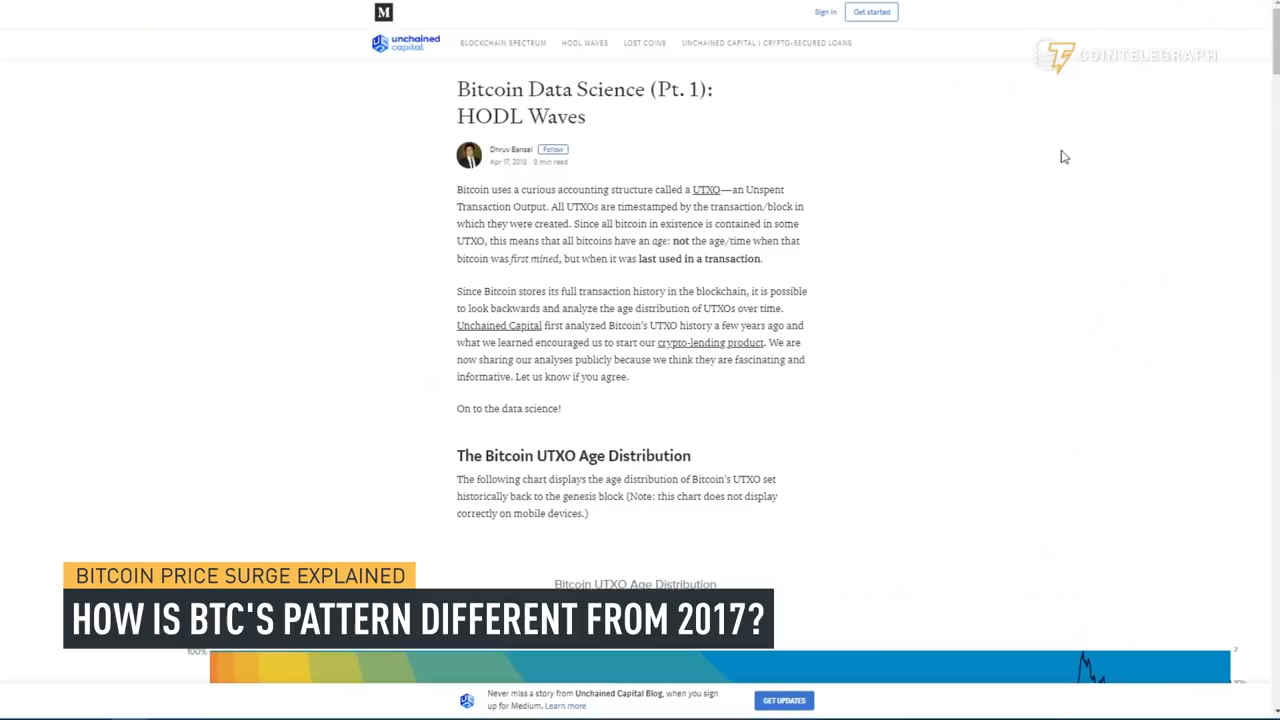 M
Sign in
Get started
unchained
capital
BLOCKCHAIN SPECTRUM
HODL WAVES
LOST COINS
UNCHAINED CAPITAL | CRYPTO-SECURED LOANS
COINTELEGRAPH
Bitcoin Data Science (Pt. 1):
HODL Waves
Dhruv Bansal Follow
Apr 17, 2018 · 8 min read
Bitcoin uses a curious accounting structure called a UTXO—an Unspent
Transaction Output. All UTXOs are timestamped by the transaction/block in
which they were created. Since all bitcoin in existence is contained in some
UTXO, this means that all bitcoins have an age: not the age/time when that
bitcoin was first mined, but when it was last used in a transaction.
Since Bitcoin stores its full transaction history in the blockchain, it is possible
to look backwards and analyze the age distribution of UTXOs over time.
Unchained Capital first analyzed Bitcoin's UTXO history a few years ago and
what we learned encouraged us to start our crypto-lending product. We are
now sharing our analyses publicly because we think they are fascinating and
informative. Let us know if you agree.
On to the data science!
The Bitcoin UTXO Age Distribution
The following chart displays the age distribution of Bitcoin's UTXO set
historically back to the genesis block (Note: this chart does not display
correctly on mobile devices.)
Bitcoin UTXO Age Distribution
BITCOIN PRICE SURGE EXPLAINED
HOW IS BTC'S PATTERN DIFFERENT FROM 2017?
100%
Never miss a story from Unchained Capital Blog, when you sign
up for Medium. Learn more
GET UPDATES